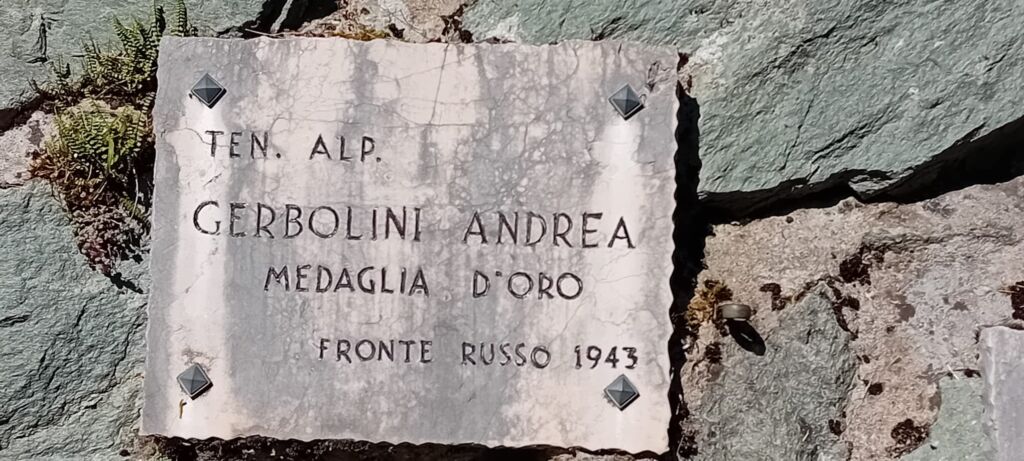 TEN. ALP.
GERBOLINI ANDREA
MEDAGLIA D'ORO
FRONTE RUSSO 1943